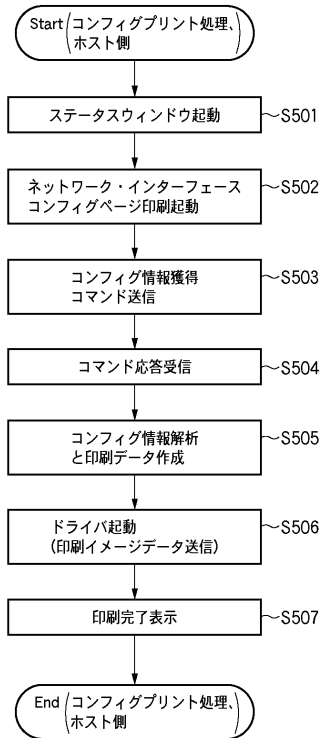 Start (コンフィグプリント処理、
ホスト側)
ステータスウィンドウ起動
S501
ネットワーク・インターフェース
コンフィグページ印刷起動
S502
コンフィグ情報獲得
コマンド送信
S503
コマンド応答受信
S504
コンフィグ情報解析
と印刷データ作成
S505
ドライバ起動
(印刷イメージデータ送信)
S506
印刷完了表示
S507
End (コンフィグプリント処理、
ホスト側)